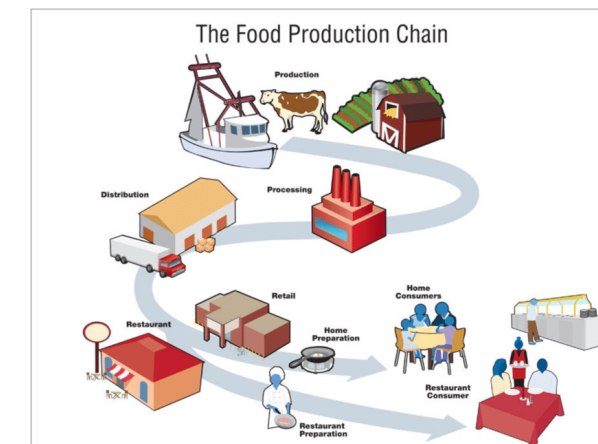 The Food Production Chain
Production
Processing
Distribution
Retail
Restaurant
Home
Preparation
Home
Consumers
Restaurant
Preparation
Restaurant
Consumer